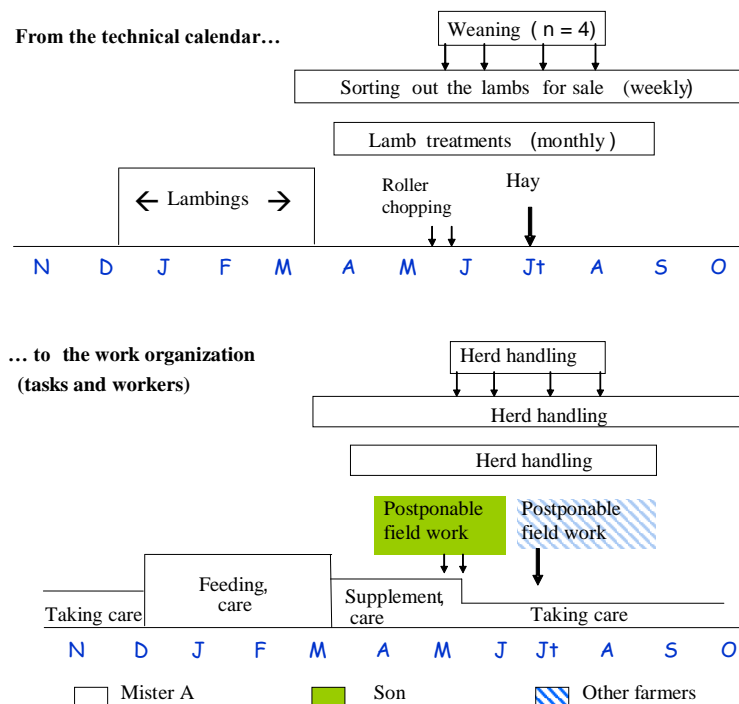 From the technical calendar…
Weaning ( n = 4)
Sorting out the lambs for sale (weekly)
Lamb treatments (monthly )
← Lambings →
Roller
chopping
Hay
N D J F M A M J Jt A S O
… to the work organization
(tasks and workers)
Herd handling
Herd handling
Herd handling
Postponable
field work
Postponable
field work
Taking care
Feeding,
care
Supplement,
care
Taking care
N D J F M A M J Jt A S O
Mister A Son Other farmers